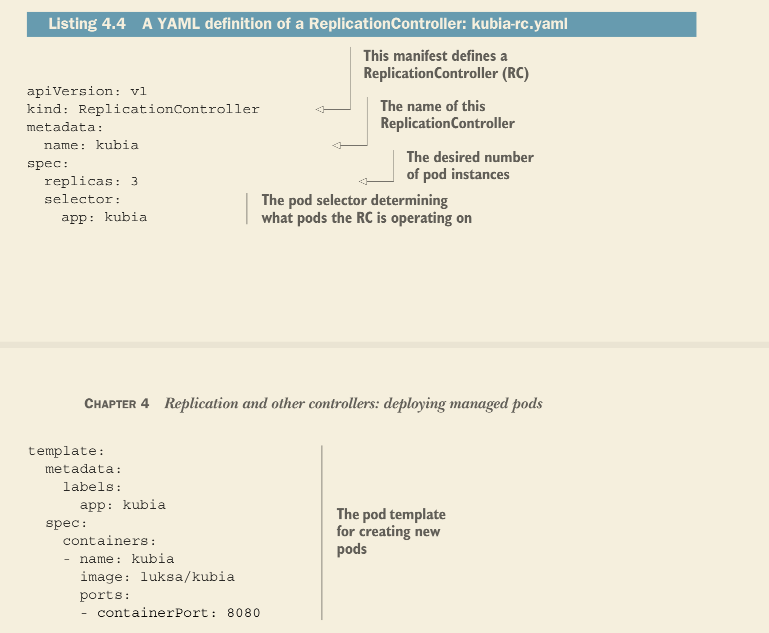 Listing 4.4 A YAML definition of a ReplicationController: kubia-rc.yaml
This manifest defines a
ReplicationController (RC)
apiVersion: v1
kind: ReplicationController
The name of this
ReplicationController
metadata:
  name: kubia
The desired number
of pod instances
spec:
  replicas: 3
  selector:
    app: kubia
The pod selector determining
what pods the RC is operating on
CHAPTER 4 Replication and other controllers: deploying managed pods
template:
  metadata:
    labels:
      app: kubia
  spec:
    containers:
    - name: kubia
      image: luksa/kubia
      ports:
      - containerPort: 8080
The pod template
for creating new
pods